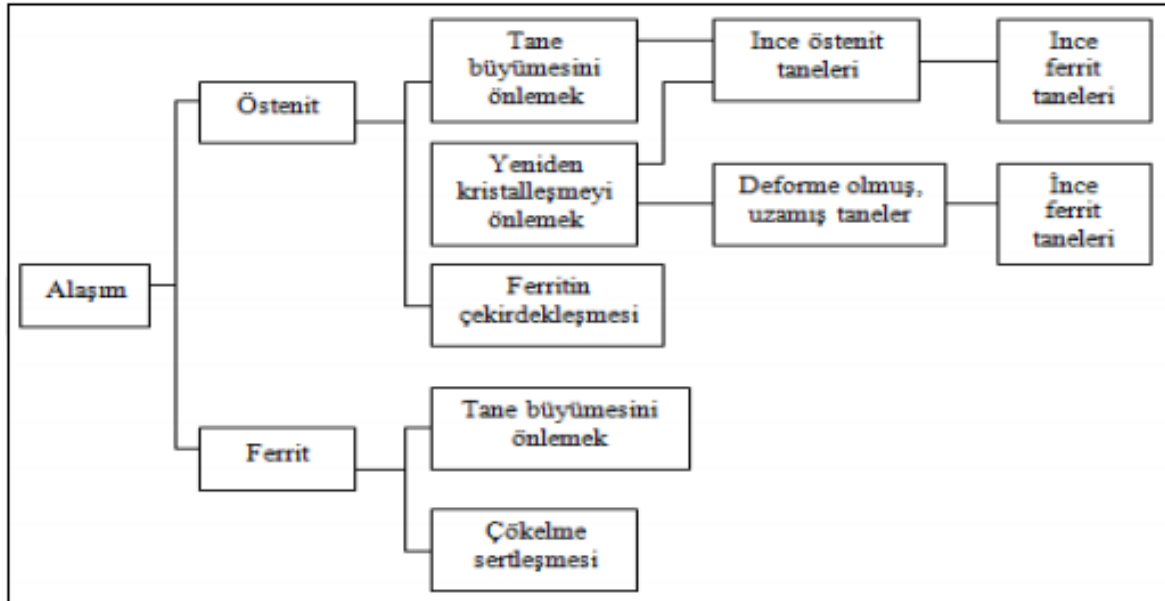 Alaşım
Östenit
Tane
büyümesini
önlemek
Ince östenit
taneleri
Ince
ferrit
taneleri
Yeniden
kristalleşmeyi
önlemek
Deforme olmuş,
uzamış taneler
İnce
ferrit
taneleri
Ferritin
çekirdekleşmesi
Ferrit
Tane büyümesini
önlemek
Çökelme
sertleşmesi